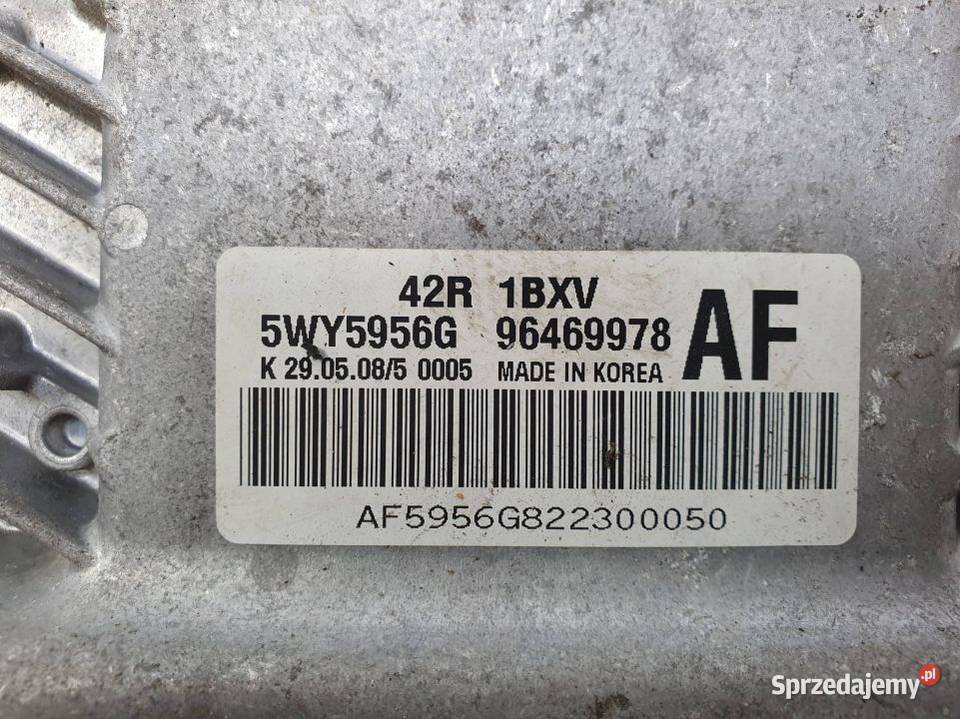 42R 1BXV
5WY5956G 96469978 AF
K 29.05.08/5 0005 MADE IN KOREA
AF5956G822300050
Sprzedajemy.pl